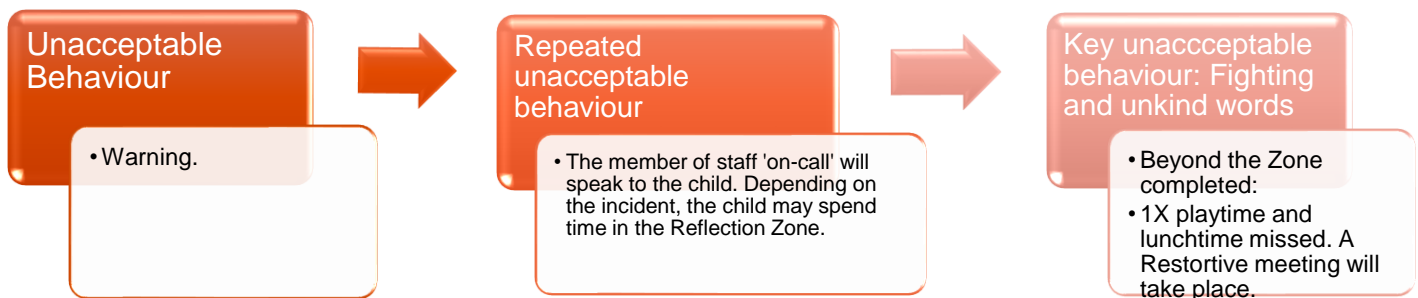 Unacceptable
Behaviour
• Warning.
Repeated
unacceptable
behaviour
• The member of staff 'on-call' will
speak to the child. Depending on
the incident, the child may spend
time in the Reflection Zone.
Key unaccceptable
behaviour: Fighting
and unkind words
• Beyond the Zone
completed:
• 1X playtime and
lunchtime missed. A
Restortive meeting will
take place.